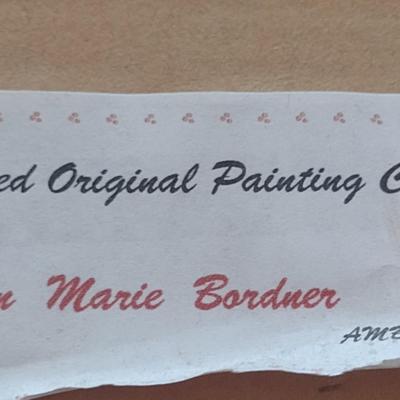 ed Original Painting C
n Marie Bordner
AME